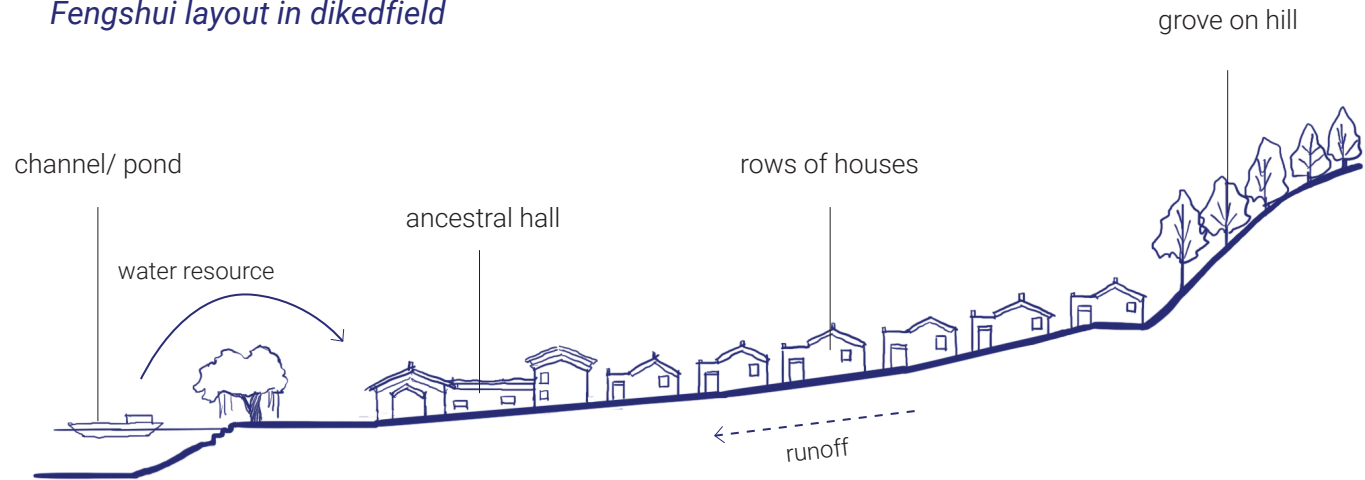 Fengshui layout in dikedfield
grove on hill
channel/ pond
rows of houses
ancestral hall
water resource
runoff